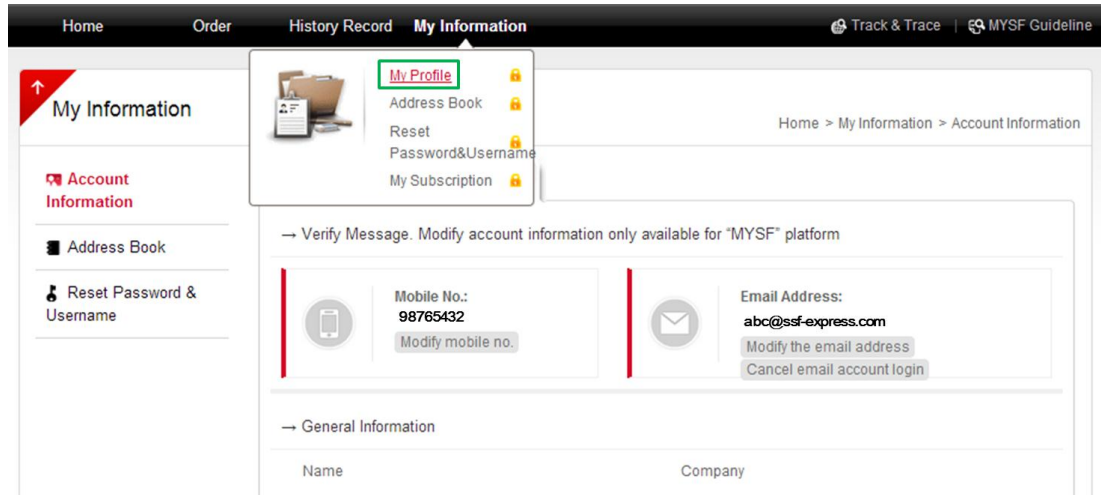 Home Order History Record My Information Track & Trace | MYSF Guideline
My Profile
Address Book
Reset
Password&Username
My Subscription
My Information
Home > My Information > Account Information
Account
Information
Address Book
Reset Password &
Username
→ Verify Message. Modify account information only available for “MYSF” platform
Mobile No.:
98765432
Modify mobile no.
Email Address:
abc@ssf-express.com
Modify the email address
Cancel email account login
→ General Information
Name Company